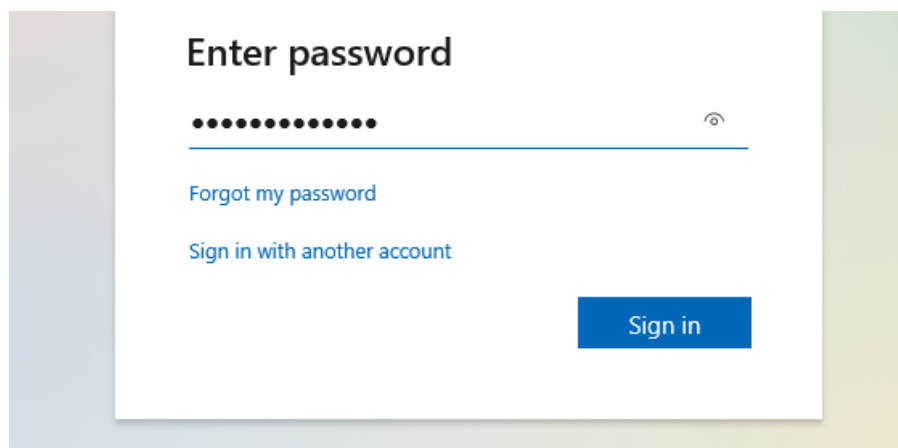 Enter password
•••••••••••••
Forgot my password
Sign in with another account
Sign in